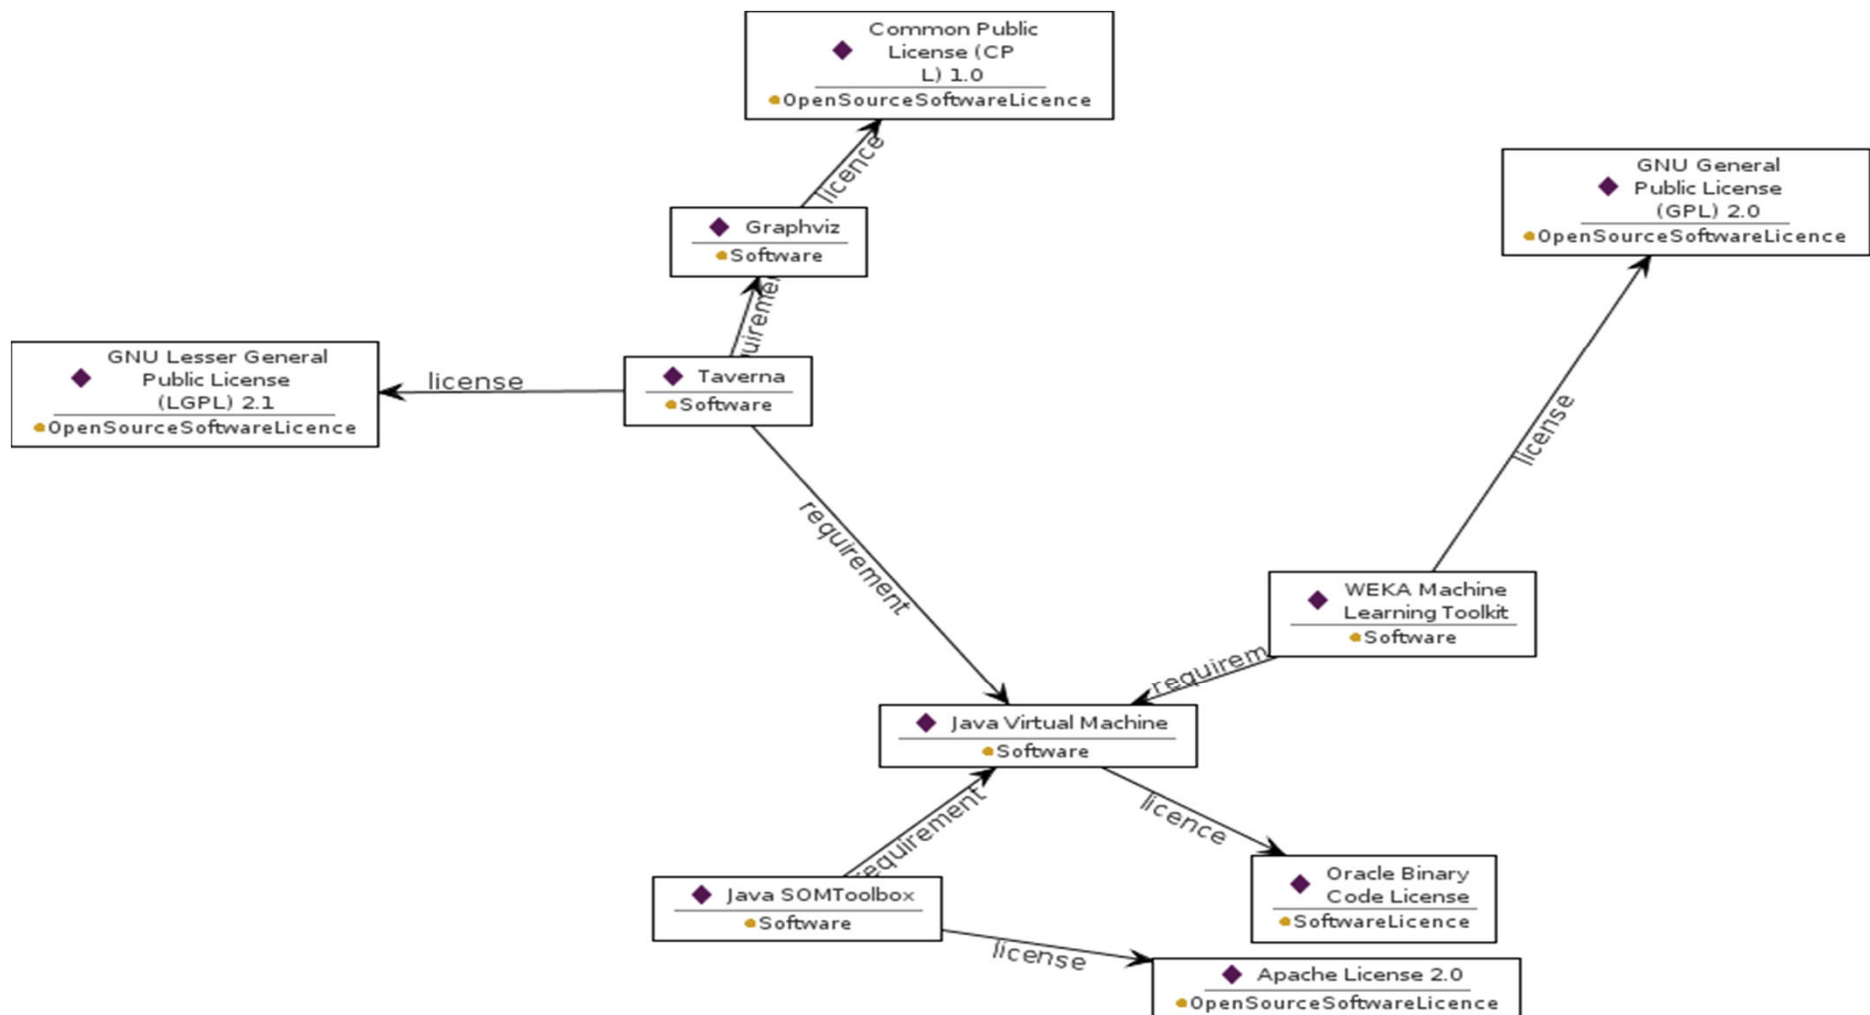 Common Public
License (CP
L) 1.0
OpenSourceSoftwareLicence
licence
GNU General
Public License
(GPL) 2.0
OpenSourceSoftwareLicence
Graphviz
Software
GNU Lesser General
Public License
(LGPL) 2.1
OpenSourceSoftwareLicence
license
Taverna
Software
license
requirement
WEKA Machine
Learning Toolkit
Software
requirem
Java Virtual Machine
Software
requirement
licence
Java SOMToolbox
Software
Oracle Binary
Code License
SoftwareLicence
license
Apache License 2.0
OpenSourceSoftwareLicence